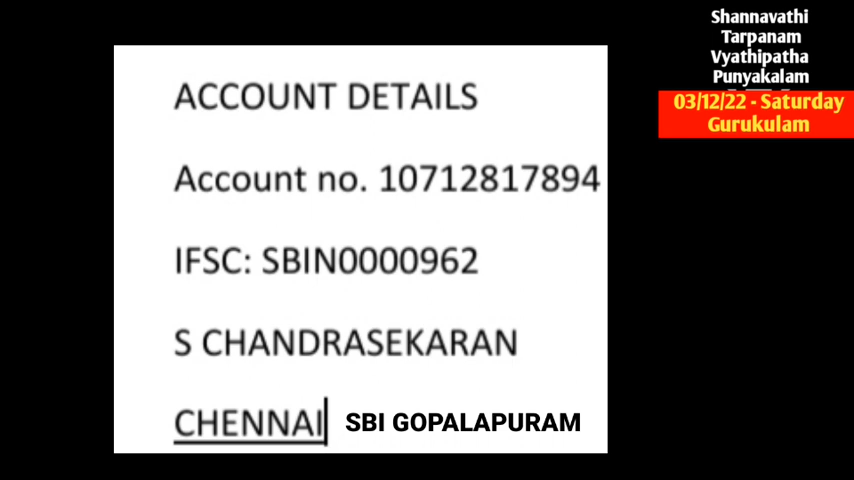 Shannavathi
Tarpanam
Vyathipatha
Punyakalam
03/12/22 - Saturday
Gurukulam
ACCOUNT DETAILS
Account no. 10712817894
IFSC: SBIN0000962
S CHANDRASEKARAN
CHENNAI SBI GOPALAPURAM